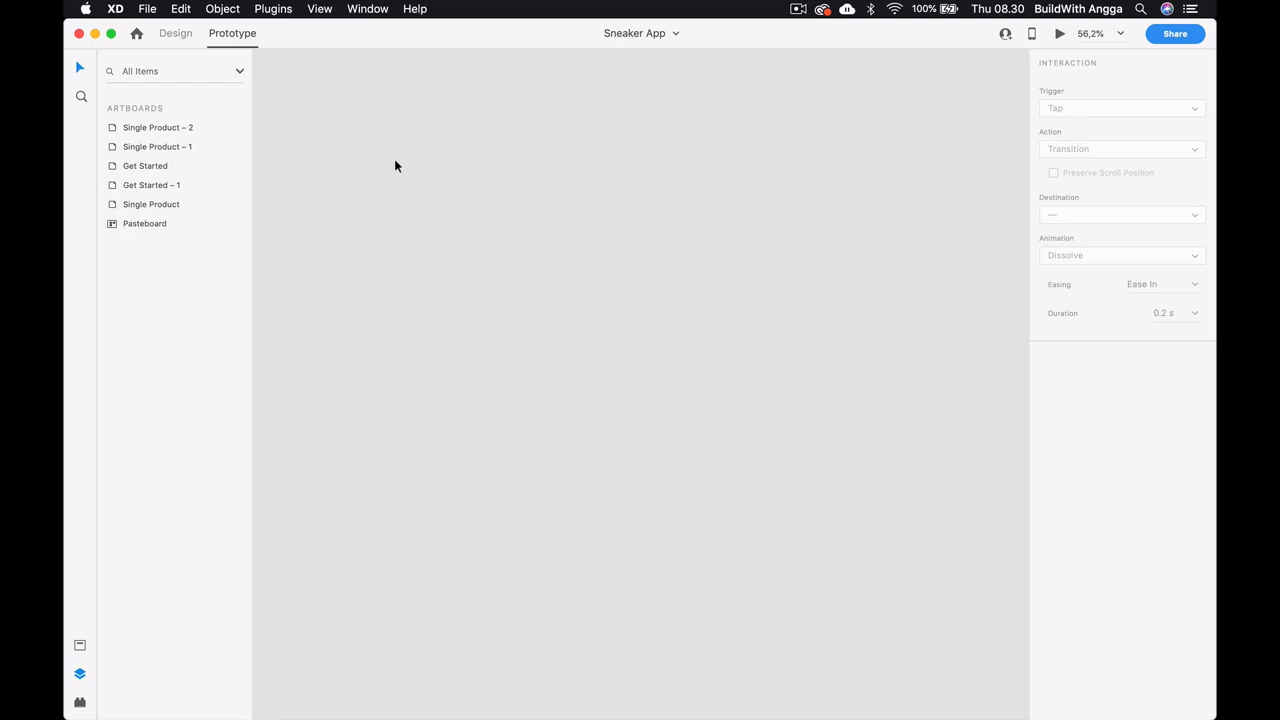 XD File Edit Object Plugins View Window Help 100% Thu 08.30 BuildWith Angga
Design Prototype Sneaker App 56,2% Share
All Items
ARTBOARDS
Single Product – 2
Single Product – 1
Get Started
Get Started – 1
Single Product
Pasteboard
INTERACTION
Trigger
Tap
Action
Transition
Preserve Scroll Position
Destination
—
Animation
Dissolve
Easing Ease In
Duration 0.2 s